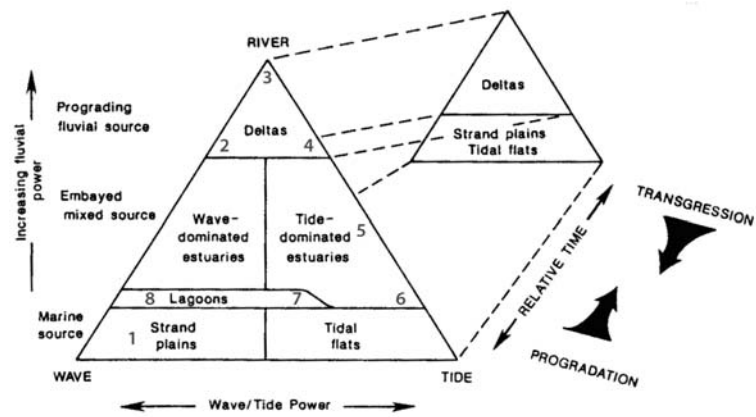 RIVER
3
Deltas
2
4
Prograding
fluvial source
Increasing fluvial
power
Embayed
mixed source
Wave-
dominated
estuaries
Tide-
dominated
estuaries
5
8
Lagoons
7
6
Marine
source
1
Strand
plains
Tidal
flats
WAVE
TIDE
Wave/Tide Power
Deltas
Strand plains
Tidal flats
TRANSGRESSION
RELATIVE TIME
PROGRADATION